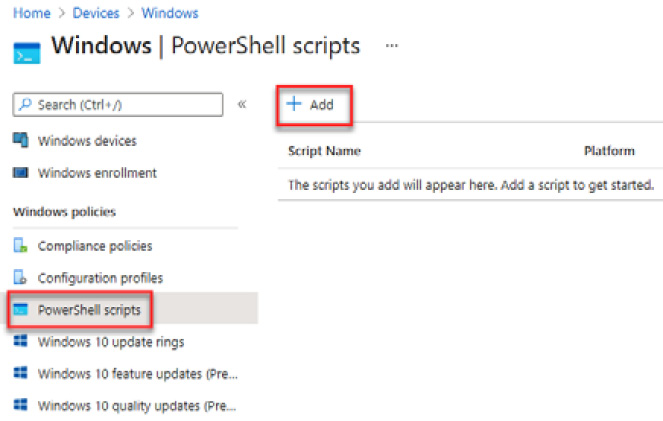 Home > Devices > Windows
Windows | PowerShell scripts ...
Search (Ctrl+/) «
+ Add
Windows devices
Windows enrollment
Windows policies
Compliance policies
Configuration profiles
PowerShell scripts
Windows 10 update rings
Windows 10 feature updates (Pre...
Windows 10 quality updates (Pre...
Script Name Platform
The scripts you add will appear here. Add a script to get started.